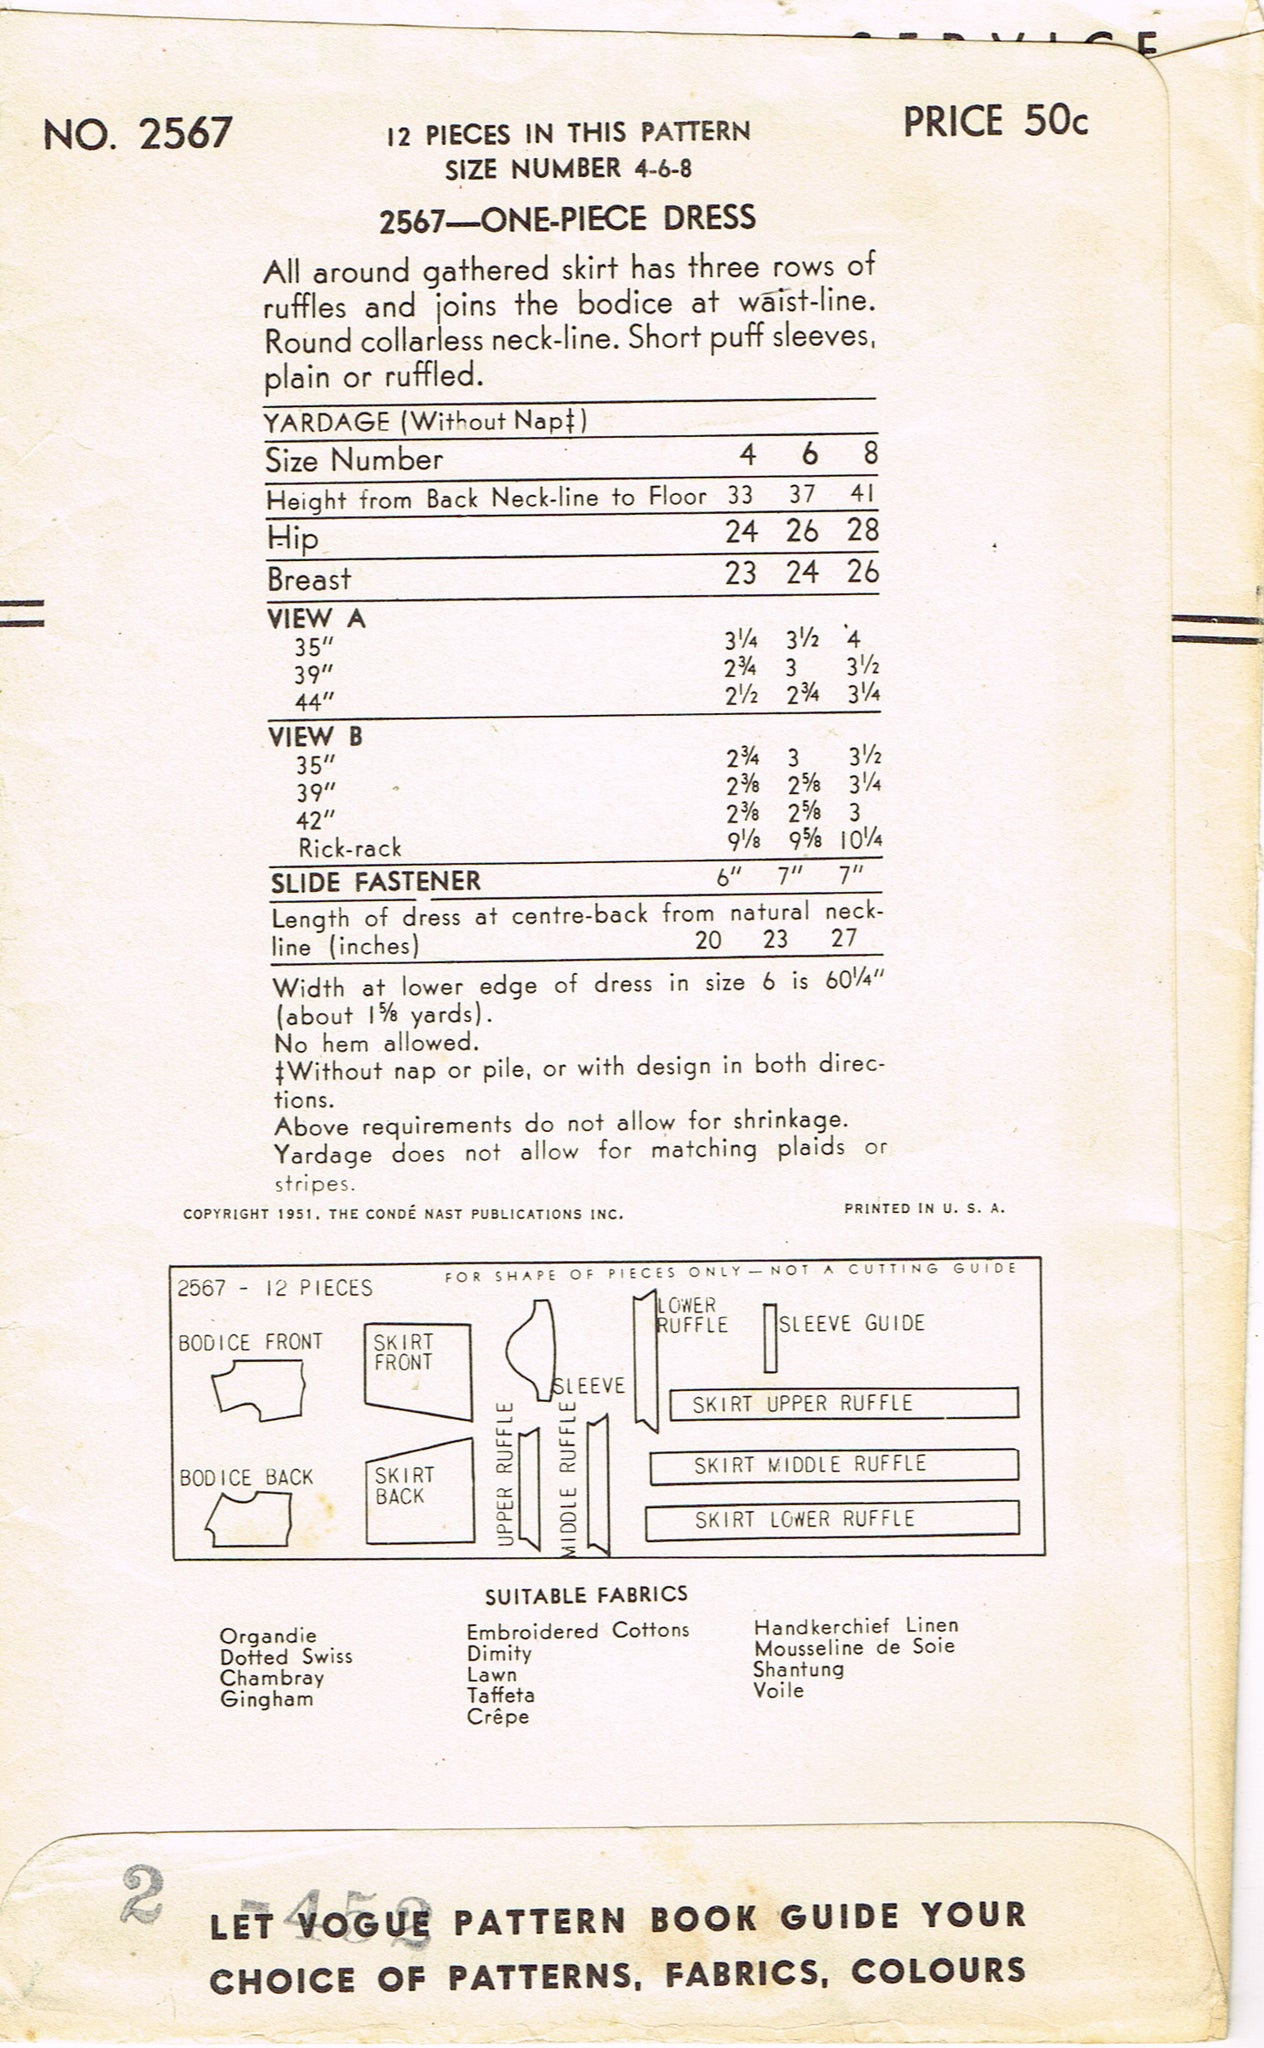 SERVICE
NO. 2567
12 PIECES IN THIS PATTERN
PRICE 50c
SIZE NUMBER 4-6-8
2567—ONE-PIECE DRESS
All around gathered skirt has three rows of
ruffles and joins the bodice at waist-line.
Round collarless neck-line. Short puff sleeves,
plain or ruffled.
YARDAGE (Without Nap‡)
Size Number 4 6 8
Height from Back Neck-line to Floor 33 37 41
Hip 24 26 28
Breast 23 24 26
VIEW A
35" 3¼ 3½ 4
39" 2¾ 3 3½
44" 2½ 2¾ 3¼
VIEW B
35" 2¾ 3 3½
39" 2⅜ 2⅝ 3¼
42" 2⅜ 2⅝ 3
Rick-rack 9⅛ 9⅝ 10¼
SLIDE FASTENER 6" 7" 7"
Length of dress at centre-back from natural neck-
line (inches) 20 23 27
Width at lower edge of dress in size 6 is 60¼"
(about 1⅝ yards).
No hem allowed.
‡Without nap or pile, or with design in both direc-
tions.
Above requirements do not allow for shrinkage.
Yardage does not allow for matching plaids or
stripes.
COPYRIGHT 1951, THE CONDÉ NAST PUBLICATIONS INC.
PRINTED IN U. S. A.
2567 - 12 PIECES
FOR SHAPE OF PIECES ONLY — NOT A CUTTING GUIDE
BODICE FRONT
SKIRT
FRONT
SLEEVE
LOWER
RUFFLE
SLEEVE GUIDE
SKIRT UPPER RUFFLE
BODICE BACK
SKIRT
BACK
UPPER RUFFLE
MIDDLE RUFFLE
SKIRT MIDDLE RUFFLE
SKIRT LOWER RUFFLE
SUITABLE FABRICS
Organdie
Dotted Swiss
Chambray
Gingham
Embroidered Cottons
Dimity
Lawn
Taffeta
Crêpe
Handkerchief Linen
Mousseline de Soie
Shantung
Voile
2 -452
LET VOGUE PATTERN BOOK GUIDE YOUR
CHOICE OF PATTERNS, FABRICS, COLOURS